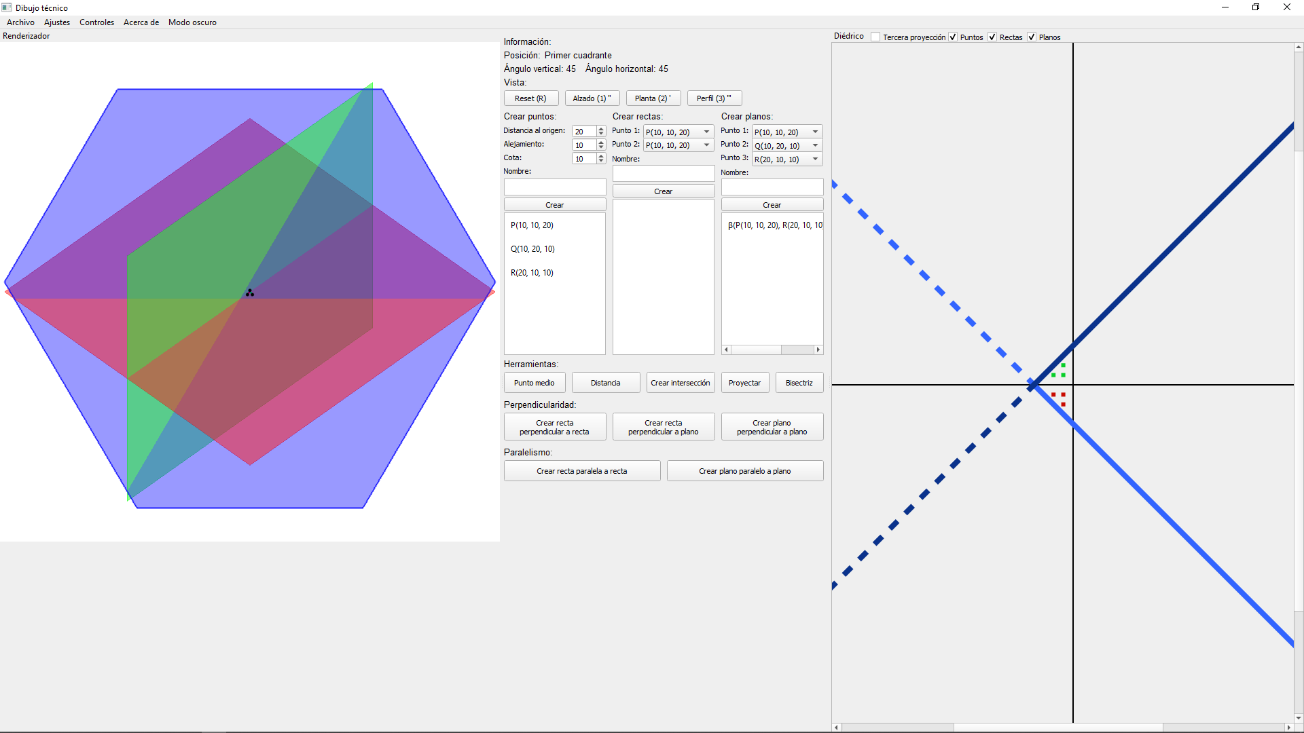 Dibujo técnico
Archivo Ajustes Controles Acerca de Modo oscuro
Renderizador
Información:
Posición: Primer cuadrante
Ángulo vertical: 45 Ángulo horizontal: 45
Vista:
Reset (R) Alzado (1) '' Planta (2) ' Perfil (3) '''
Crear puntos:
Distancia al origen: 20
Alejamiento: 10
Cota: 10
Nombre:
Crear
P(10, 10, 20)
Q(10, 20, 10)
R(20, 10, 10)
Crear rectas:
Punto 1: P(10, 10, 20)
Punto 2: P(10, 10, 20)
Nombre:
Crear
Crear planos:
Punto 1: P(10, 10, 20)
Punto 2: Q(10, 20, 10)
Punto 3: R(20, 10, 10)
Nombre:
Crear
β(P(10, 10, 20), R(20, 10, 10
Herramientas:
Punto medio Distancia Crear intersección Proyectar Bisectriz
Perpendicularidad:
Crear recta
perpendicular a recta
Crear recta
perpendicular a plano
Crear plano
perpendicular a plano
Paralelismo:
Crear recta paralela a recta Crear plano paralelo a plano
Diédrico Tercera proyección Puntos Rectas Planos